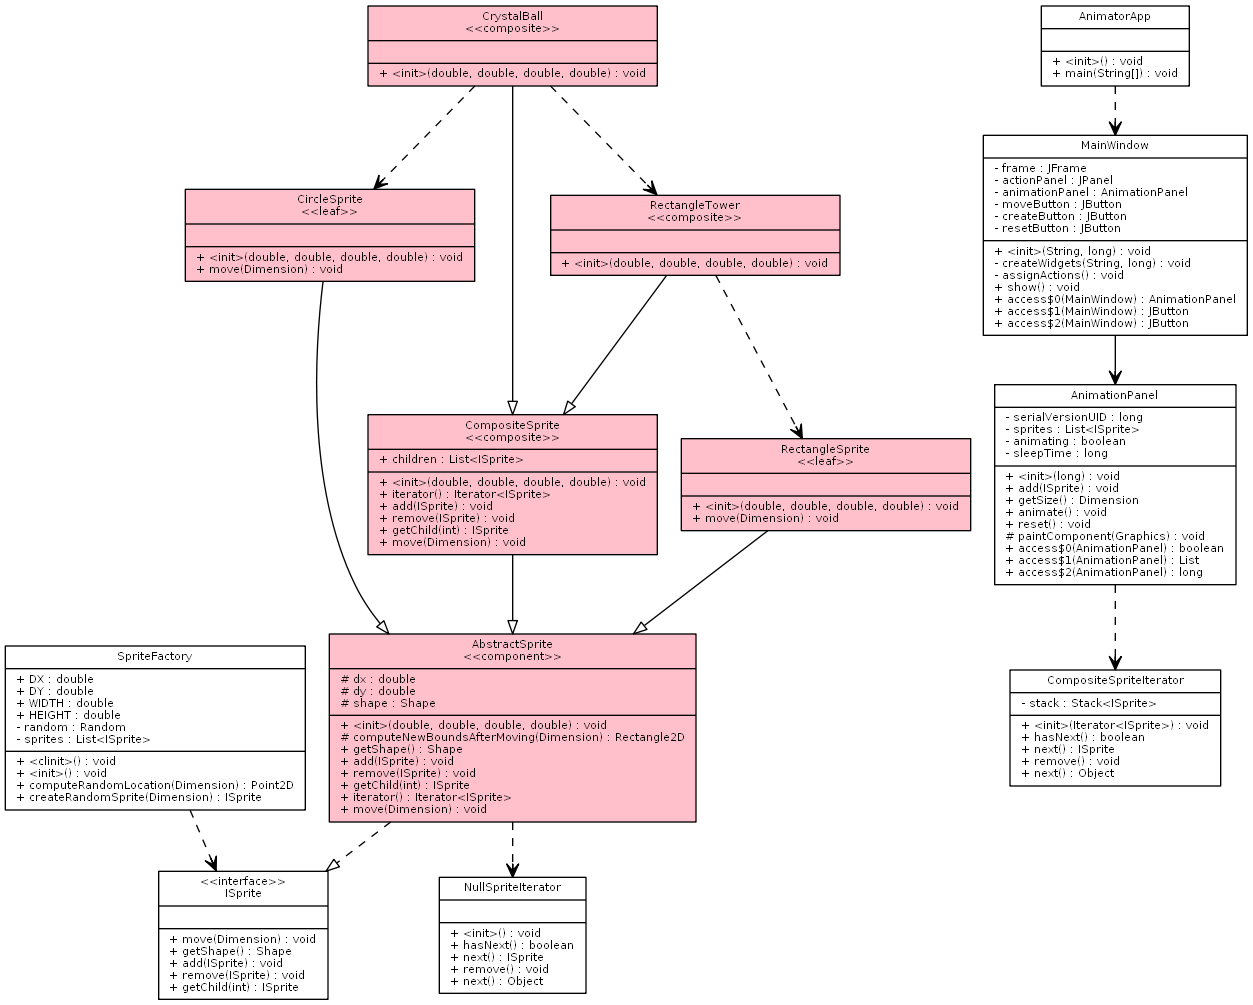 CrystalBall
<<composite>>
+ <init>(double, double, double, double) : void
AnimatorApp
+ <init>() : void
+ main(String[]) : void
MainWindow
- frame : JFrame
- actionPanel : JPanel
- animationPanel : AnimationPanel
- moveButton : JButton
- createButton : JButton
- resetButton : JButton
+ <init>(String, long) : void
- createWidgets(String, long) : void
- assignActions() : void
+ show() : void
+ access$0(MainWindow) : AnimationPanel
+ access$1(MainWindow) : JButton
+ access$2(MainWindow) : JButton
CircleSprite
<<leaf>>
+ <init>(double, double, double, double) : void
+ move(Dimension) : void
RectangleTower
<<composite>>
+ <init>(double, double, double, double) : void
AnimationPanel
- serialVersionUID : long
- sprites : List<ISprite>
- animating : boolean
- sleepTime : long
+ <init>(long) : void
+ add(ISprite) : void
+ getSize() : Dimension
+ animate() : void
+ reset() : void
# paintComponent(Graphics) : void
+ access$0(AnimationPanel) : boolean
+ access$1(AnimationPanel) : List
+ access$2(AnimationPanel) : long
CompositeSprite
<<composite>>
+ children : List<ISprite>
+ <init>(double, double, double, double) : void
+ iterator() : Iterator<ISprite>
+ add(ISprite) : void
+ remove(ISprite) : void
+ getChild(int) : ISprite
+ move(Dimension) : void
RectangleSprite
<<leaf>>
+ <init>(double, double, double, double) : void
+ move(Dimension) : void
AbstractSprite
<<component>>
# dx : double
# dy : double
# shape : Shape
+ <init>(double, double, double, double) : void
# computeNewBoundsAfterMoving(Dimension) : Rectangle2D
+ getShape() : Shape
+ add(ISprite) : void
+ remove(ISprite) : void
+ getChild(int) : ISprite
+ iterator() : Iterator<ISprite>
+ move(Dimension) : void
SpriteFactory
+ DX : double
+ DY : double
+ WIDTH : double
+ HEIGHT : double
- random : Random
- sprites : List<ISprite>
+ <clinit>() : void
+ <init>() : void
+ computeRandomLocation(Dimension) : Point2D
+ createRandomSprite(Dimension) : ISprite
CompositeSpriteIterator
- stack : Stack<ISprite>
+ <init>(Iterator<ISprite>) : void
+ hasNext() : boolean
+ next() : ISprite
+ remove() : void
+ next() : Object
<<interface>>
ISprite
+ move(Dimension) : void
+ getShape() : Shape
+ add(ISprite) : void
+ remove(ISprite) : void
+ getChild(int) : ISprite
NullSpriteIterator
+ <init>() : void
+ hasNext() : boolean
+ next() : ISprite
+ remove() : void
+ next() : Object